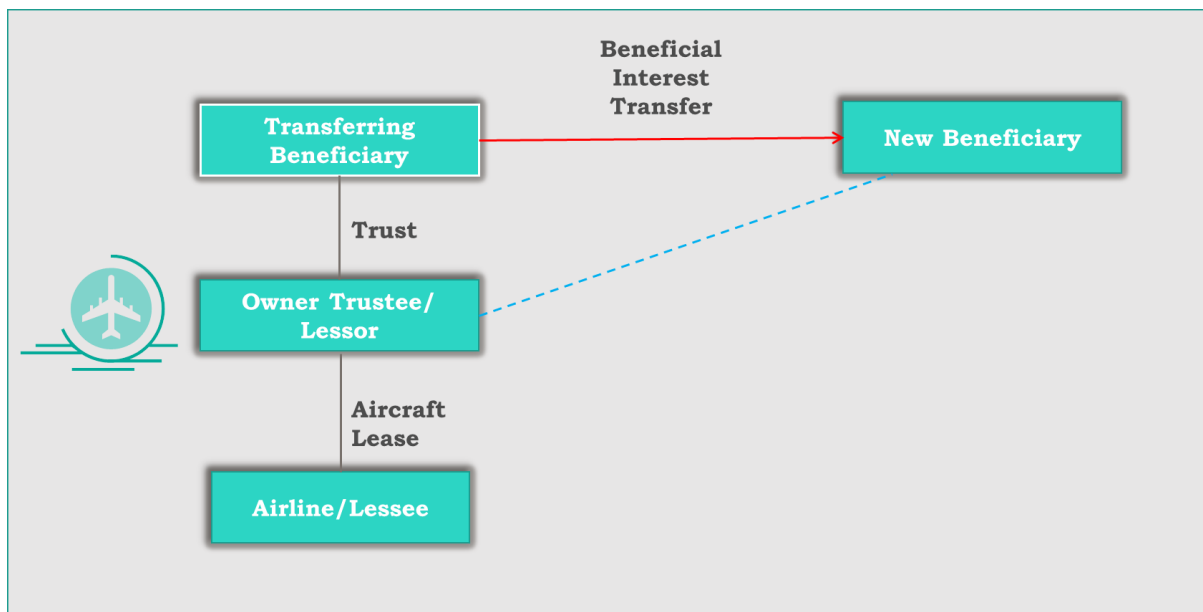 Beneficial
Interest
Transfer
Transferring
Beneficiary
New Beneficiary
Trust
Owner Trustee/
Lessor
Aircraft
Lease
Airline/Lessee